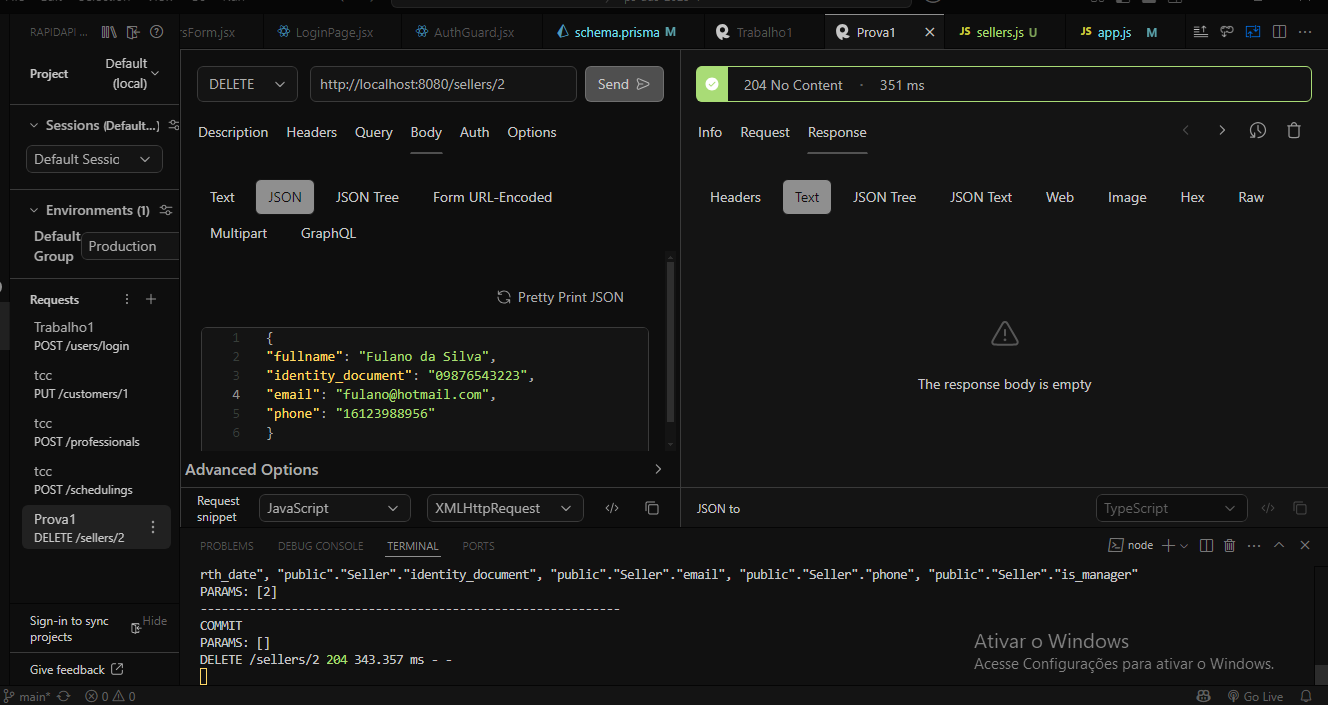 RAPIDAPI ...
rsForm.jsx
LoginPage.jsx
AuthGuard.jsx
schema.prisma M
Trabalho1
Prova1
JS sellers.js U
JS app.js M
Project
Default
(local)
DELETE
http://localhost:8080/sellers/2
Send
204 No Content · 351 ms
Sessions (Default...)
Default Sessic
Description Headers Query Body Auth Options
Info Request Response
Text JSON JSON Tree Form URL-Encoded
Multipart GraphQL
Headers Text JSON Tree JSON Text Web Image Hex Raw
Environments (1)
Default
Group
Production
Pretty Print JSON
Requests
Trabalho1
POST /users/login
tcc
PUT /customers/1
tcc
POST /professionals
tcc
POST /schedulings
Prova1
DELETE /sellers/2
1 {
2 "fullname": "Fulano da Silva",
3 "identity_document": "09876543223",
4 "email": "fulano@hotmail.com",
5 "phone": "16123988956"
6 }
The response body is empty
Advanced Options
Request
snippet
JavaScript
XMLHttpRequest
JSON to
TypeScript
PROBLEMS DEBUG CONSOLE TERMINAL PORTS
node
rth_date", "public"."Seller"."identity_document", "public"."Seller"."email", "public"."Seller"."phone", "public"."Seller"."is_manager"
PARAMS: [2]
------------------------------------------------------------
COMMIT
PARAMS: []
DELETE /sellers/2 204 343.357 ms - -
Sign-in to sync
projects
Hide
Give feedback
Ativar o Windows
Acesse Configurações para ativar o Windows.
main*
0 0
Go Live